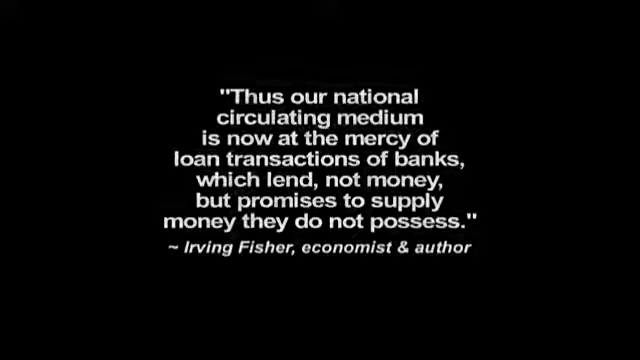 "Thus our national
circulating medium
is now at the mercy of
loan transactions of banks,
which lend, not money,
but promises to supply
money they do not possess."
~ Irving Fisher, economist & author